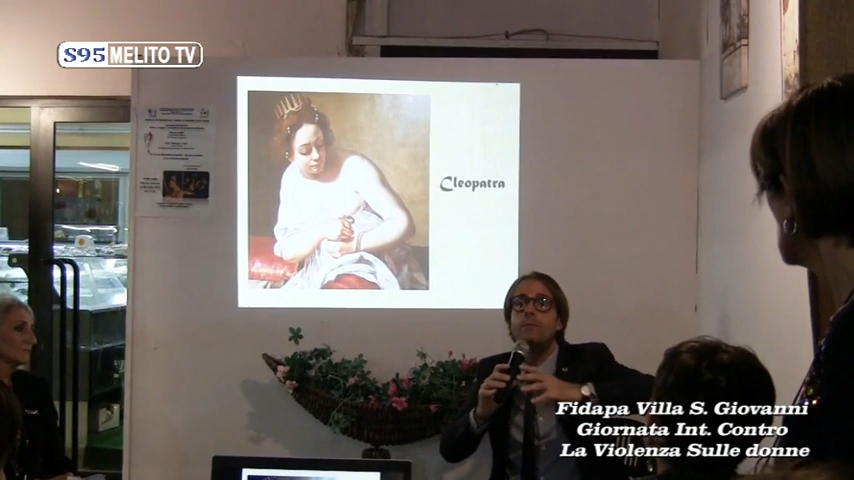 S95 MELITO TV
Cleopatra
Fidapa Villa S. Giovanni
Giornata Int. Contro
La Violenza Sulle donne